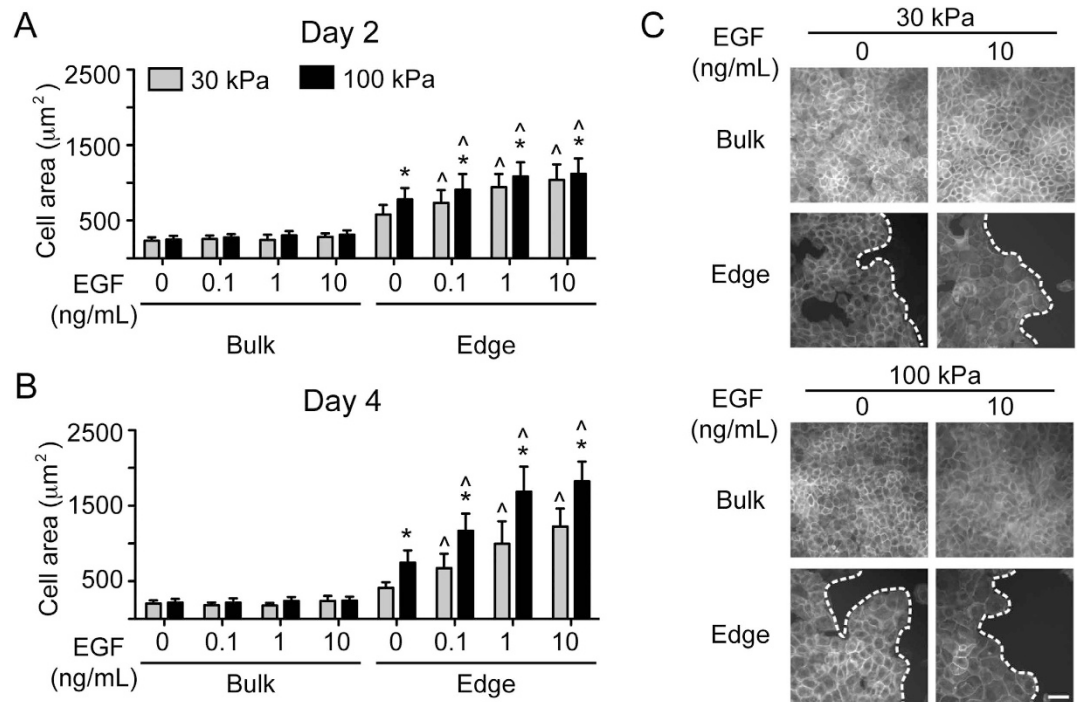 A
Day 2
2500
1500
500
Cell area (μm²)
30 kPa
100 kPa
* ^ ^* ^ ^* ^ ^*
EGF (ng/mL)
0 0.1 1 10 0 0.1 1 10
Bulk Edge
B
Day 4
2500
1500
500
Cell area (μm²)
* ^ ^* ^ ^* ^ ^*
EGF (ng/mL)
0 0.1 1 10 0 0.1 1 10
Bulk Edge
C
30 kPa
EGF (ng/mL)
0 10
Bulk
Edge
100 kPa
EGF (ng/mL)
0 10
Bulk
Edge